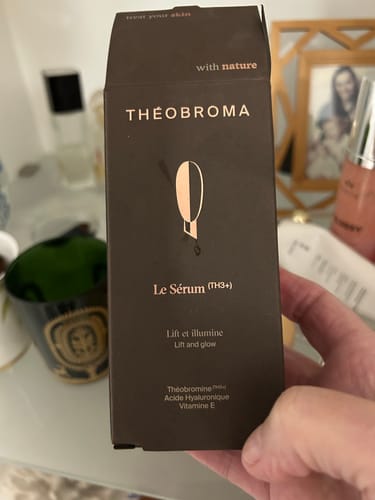 treat your skin
with nature
THÉOBROMA
Le Sérum (TH3+)
Lift et illumine
Lift and glow
Théobromine(TH3+)
Acide Hyaluronique
Vitamine E